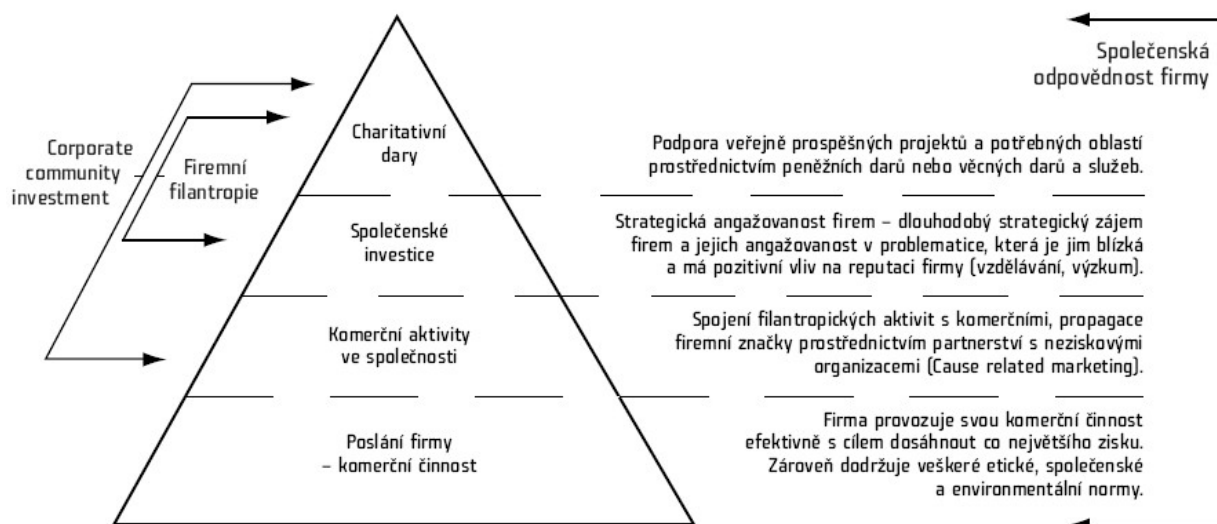 Společenská
odpovědnost firmy
Corporate
community
investment
Firemní
filantropie
Charitativní
dary
Podpora veřejně prospěšných projektů a potřebných oblastí
prostřednictvím peněžních darů nebo věcných darů a služeb.
Společenské
investice
Strategická angažovanost firem – dlouhodobý strategický zájem
firem a jejich angažovanost v problematice, která je jim blízká
a má pozitivní vliv na reputaci firmy (vzdělávání, výzkum).
Komerční aktivity
ve společnosti
Spojení filantropických aktivit s komerčními, propagace
firemní značky prostřednictvím partnerství s neziskovými
organizacemi (Cause related marketing).
Poslání firmy
– komerční činnost
Firma provozuje svou komerční činnost
efektivně s cílem dosáhnout co největšího zisku.
Zároveň dodržuje veškeré etické, společenské
a environmentální normy.